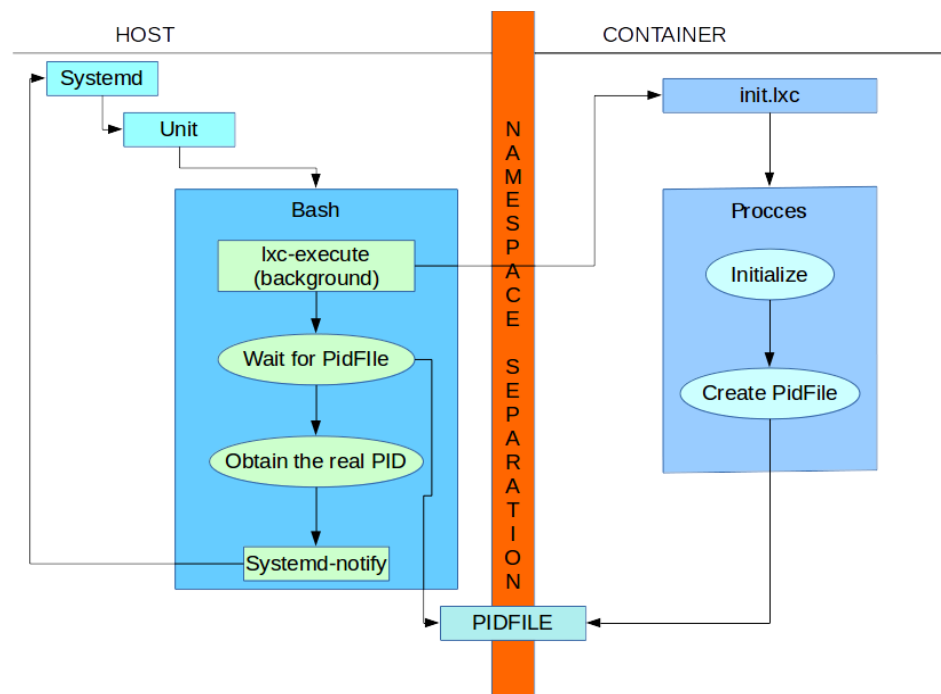 HOST
CONTAINER
Systemd
Unit
Bash
lxc-execute
(background)
Wait for PidFIle
Obtain the real PID
Systemd-notify
NAMESPACE SEPARATION
init.lxc
Procces
Initialize
Create PidFile
PIDFILE